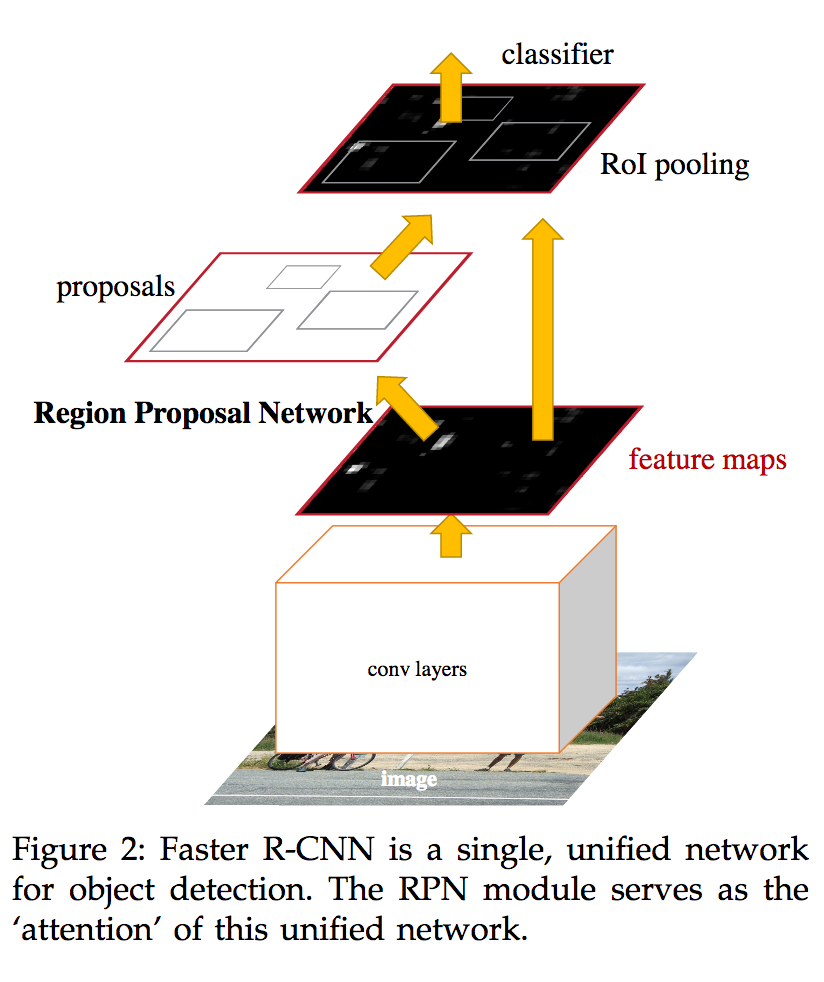 classifier
RoI pooling
proposals
Region Proposal Network
feature maps
conv layers
image
Figure 2: Faster R-CNN is a single, unified network
for object detection. The RPN module serves as the
‘attention’ of this unified network.